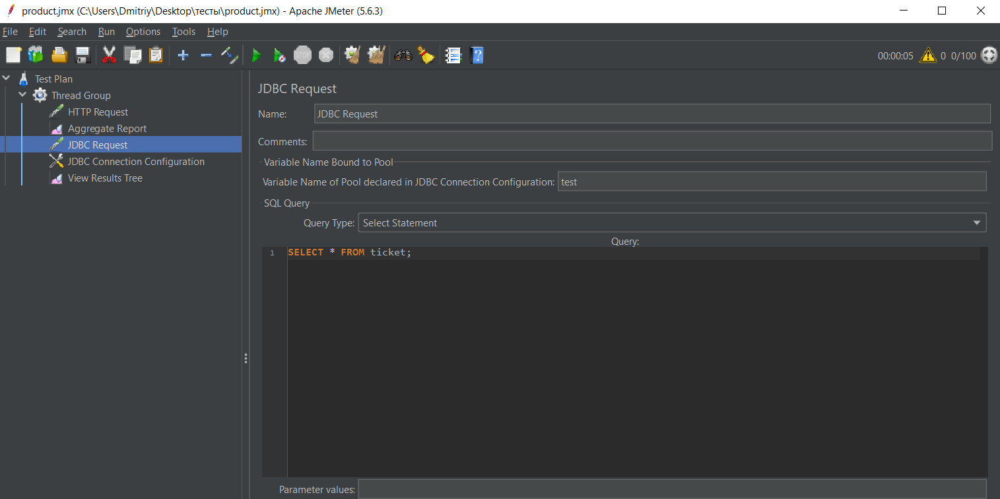 product.jmx (C:\Users\Dmitriy\Desktop\тесты\product.jmx) - Apache JMeter (5.6.3)
File Edit Search Run Options Tools Help
STOP 00:00:05 0 0/100
Test Plan
Thread Group
HTTP Request
Aggregate Report
JDBC Request
JDBC Connection Configuration
View Results Tree
JDBC Request
Name: JDBC Request
Comments:
Variable Name Bound to Pool
Variable Name of Pool declared in JDBC Connection Configuration: test
SQL Query
Query Type: Select Statement
Query:
1 SELECT * FROM ticket;
Parameter values: